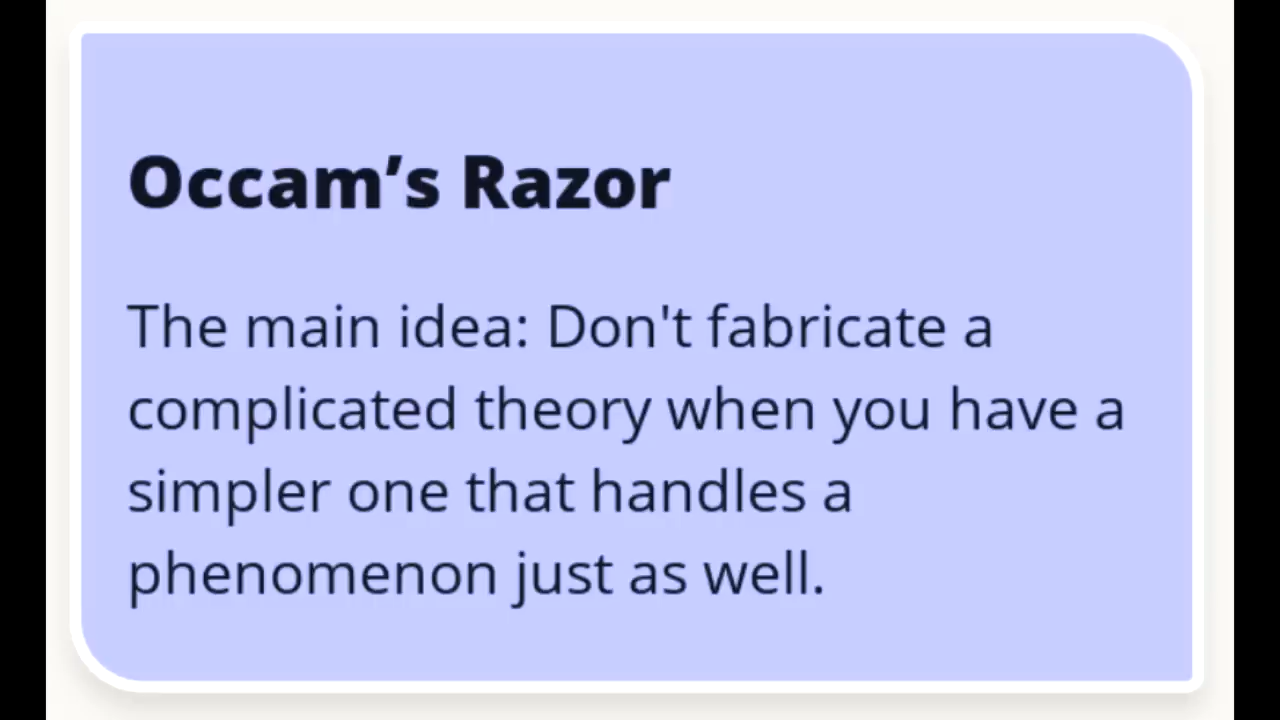 Occam’s Razor
The main idea: Don't fabricate a
complicated theory when you have a
simpler one that handles a
phenomenon just as well.